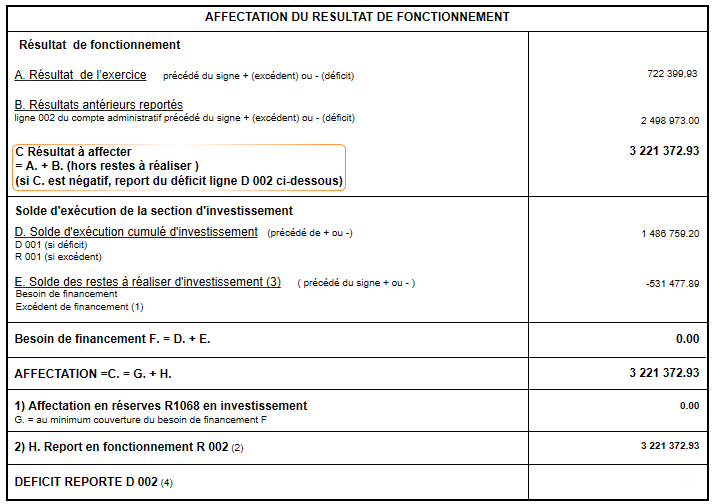 AFFECTATION DU RESULTAT DE FONCTIONNEMENT
Résultat de fonctionnement
A. Résultat de l'exercice précédé du signe + (excédent) ou - (déficit) 722 399,93
B. Résultats antérieurs reportés
ligne 002 du compte administratif précédé du signe + (excédent) ou - (déficit) 2 498 973.00
C Résultat à affecter 3 221 372.93
= A. + B. (hors restes à réaliser )
(si C. est négatif, report du déficit ligne D 002 ci-dessous)
Solde d'exécution de la section d'investissement
D. Solde d'exécution cumulé d'investissement (précédé de + ou -) 1 486 759.20
D 001 (si déficit)
R 001 (si excédent)
E. Solde des restes à réaliser d'investissement (3) ( précédé du signe + ou - ) -531 477.89
Besoin de financement
Excédent de financement (1)
Besoin de financement F. = D. + E. 0.00
AFFECTATION =C. = G. + H. 3 221 372.93
1) Affectation en réserves R1068 en investissement 0.00
G. = au minimum couverture du besoin de financement F
2) H. Report en fonctionnement R 002 (2) 3 221 372.93
DEFICIT REPORTE D 002 (4)